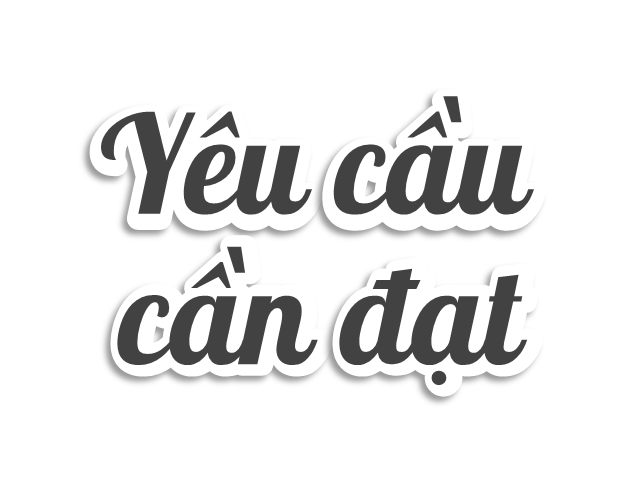 Yêu cầu
cần đạt